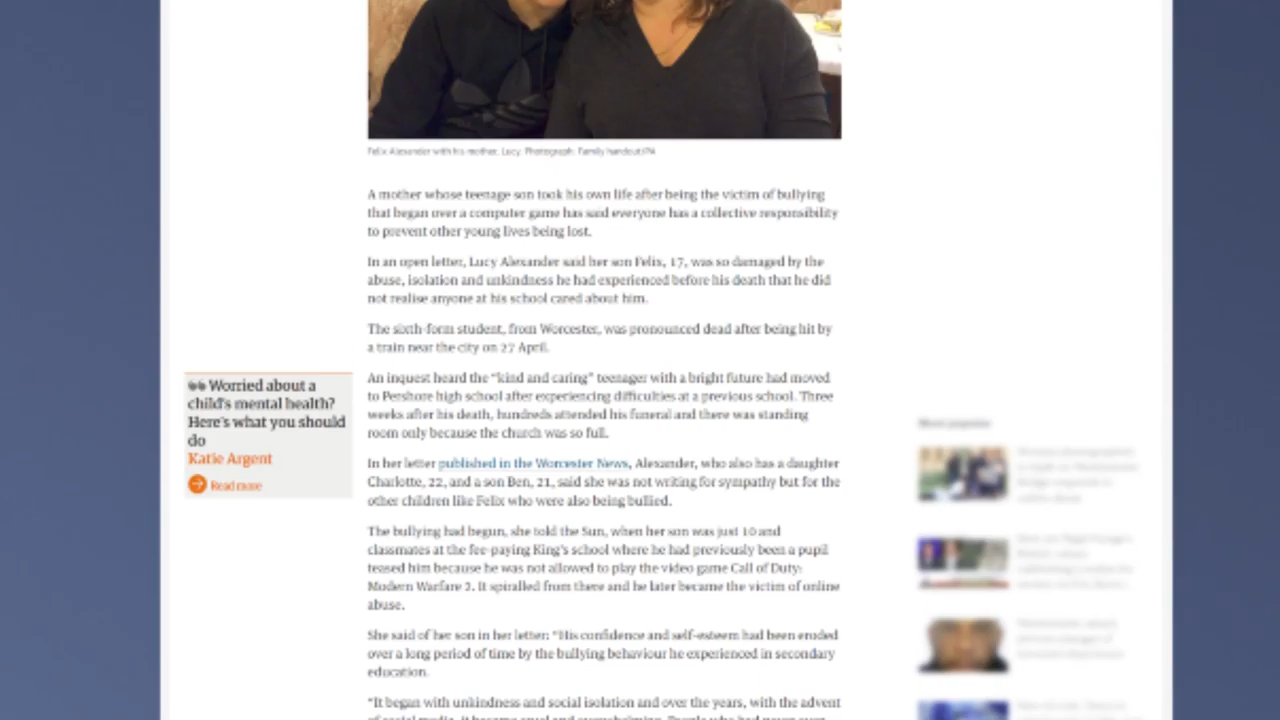 Felix Alexander with his mother, Lucy. Photograph: Family handout/PA
A mother whose teenage son took his own life after being the victim of bullying
that began over a computer game has said everyone has a collective responsibility
to prevent other young lives being lost.
In an open letter, Lucy Alexander said her son Felix, 17, was so damaged by the
abuse, isolation and unkindness he had experienced before his death that he did
not realise anyone at his school cared about him.
The sixth-form student, from Worcester, was pronounced dead after being hit by
a train near the city on 27 April.
❝ Worried about a
child's mental health?
Here's what you should
do
Katie Argent
Read more
An inquest heard the “kind and caring” teenager with a bright future had moved
to Pershore high school after experiencing difficulties at a previous school. Three
weeks after his death, hundreds attended his funeral and there was standing
room only because the church was so full.
In her letter published in the Worcester News, Alexander, who also has a daughter
Charlotte, 22, and a son Ben, 21, said she was not writing for sympathy but for the
other children like Felix who were also being bullied.
The bullying had begun, she told the Sun, when her son was just 10 and
classmates at the fee-paying King's school where he had previously been a pupil
teased him because he was not allowed to play the video game Call of Duty:
Modern Warfare 2. It spiralled from there and he later became the victim of online
abuse.
She said of her son in her letter: “His confidence and self-esteem had been eroded
over a long period of time by the bullying behaviour he experienced in secondary
education.
“It began with unkindness and social isolation and over the years, with the advent
Most popular